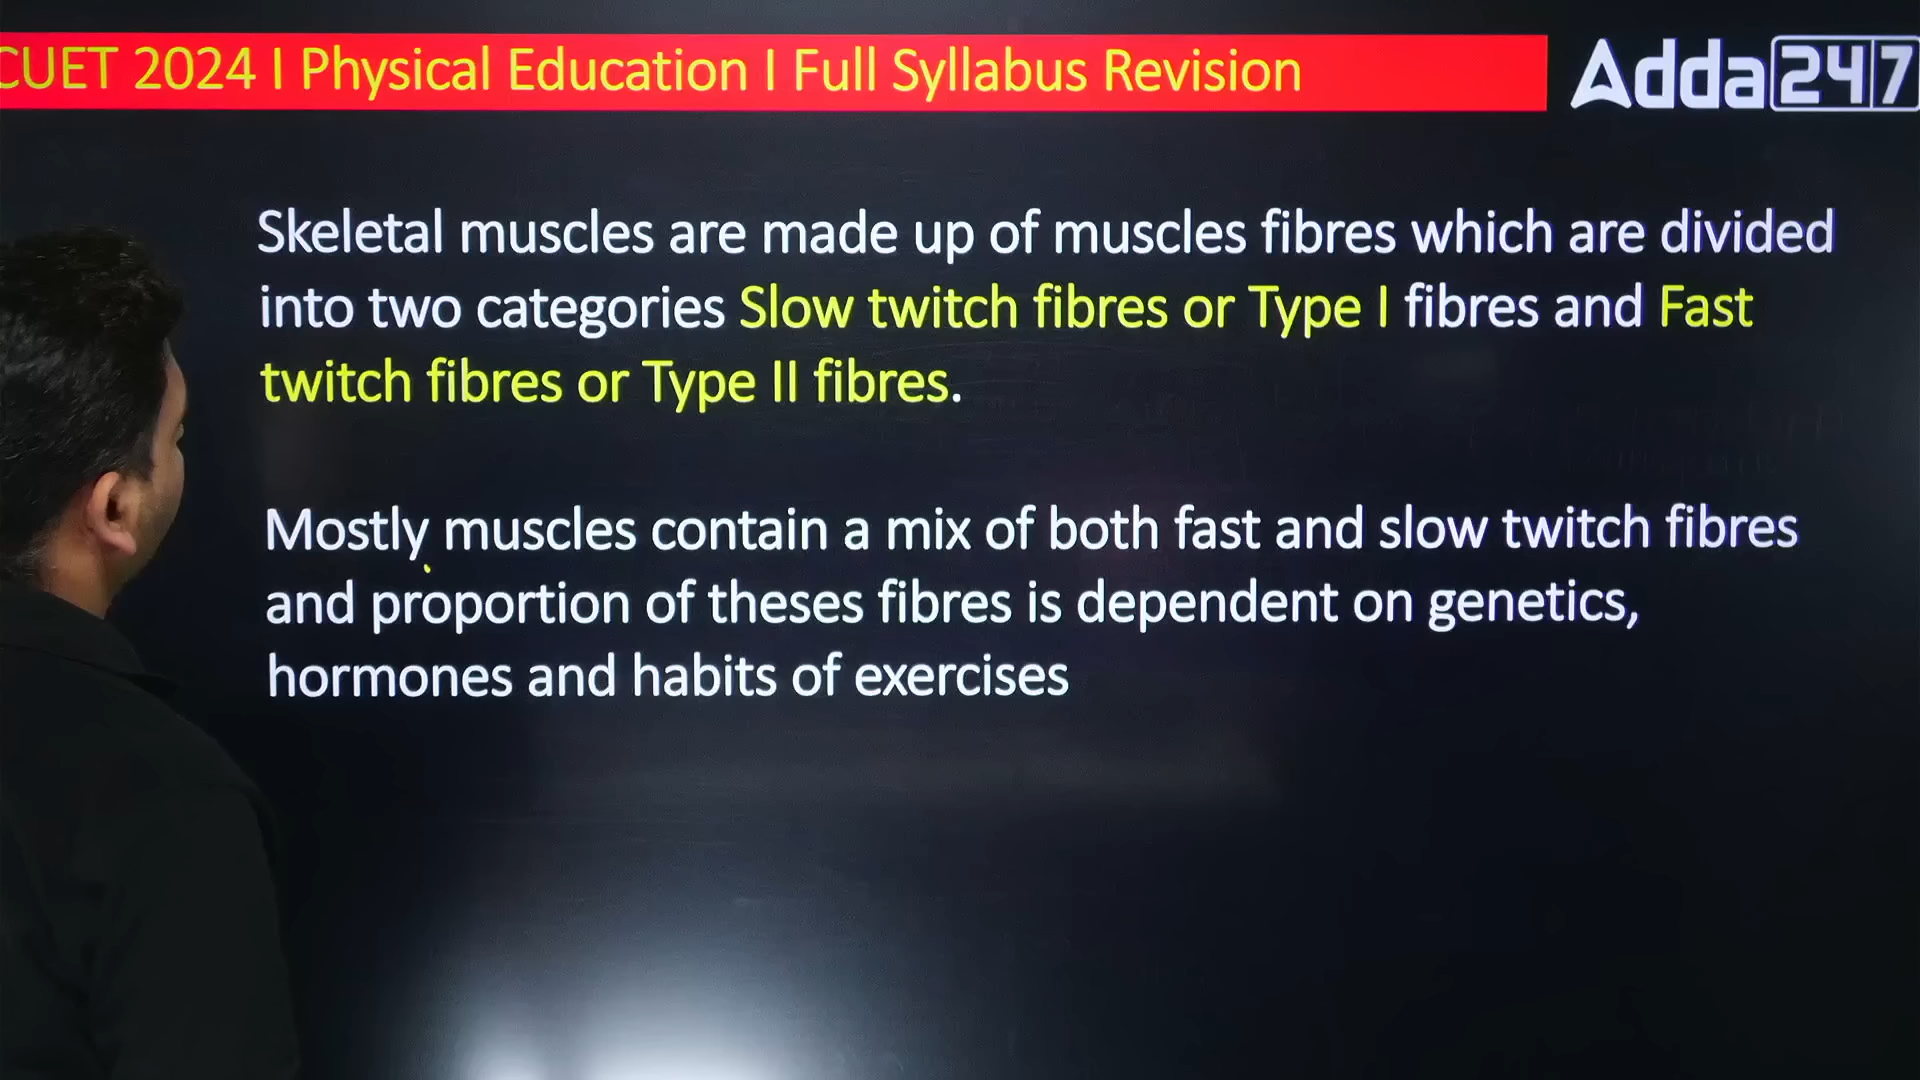 CUET 2024 I Physical Education I Full Syllabus Revision
Adda247
Skeletal muscles are made up of muscles fibres which are divided
into two categories Slow twitch fibres or Type I fibres and Fast
twitch fibres or Type II fibres.
Mostly muscles contain a mix of both fast and slow twitch fibres
and proportion of theses fibres is dependent on genetics,
hormones and habits of exercises